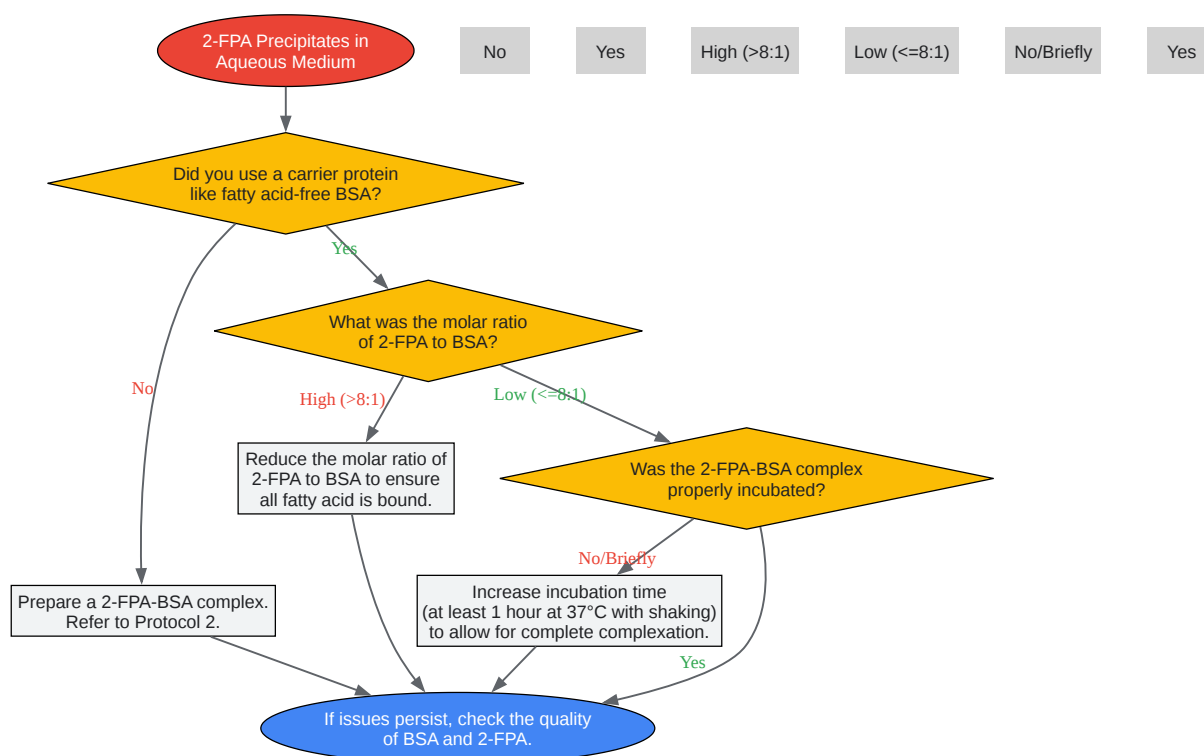 2-FPA Precipitates in
Aqueous Medium
No
Yes
High (>8:1)
Low (<=8:1)
No/Briefly
Yes
Did you use a carrier protein
like fatty acid-free BSA?
Yes
What was the molar ratio
of 2-FPA to BSA?
No
High (>8:1)
Low (<=8:1)
Reduce the molar ratio of
2-FPA to BSA to ensure
all fatty acid is bound.
Was the 2-FPA-BSA complex
properly incubated?
No/Briefly
Prepare a 2-FPA-BSA complex.
Refer to Protocol 2.
Increase incubation time
(at least 1 hour at 37°C with shaking)
to allow for complete complexation.
Yes
If issues persist, check the quality
of BSA and 2-FPA.